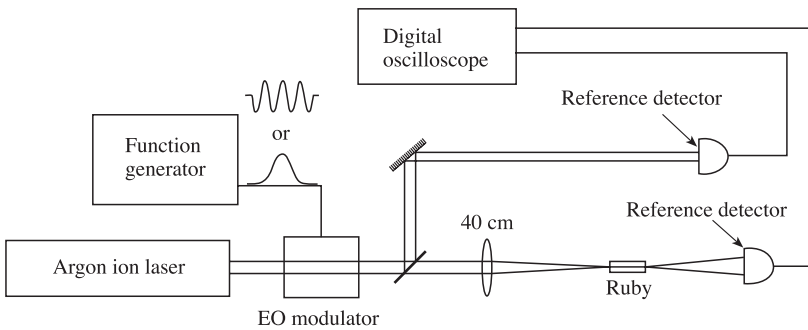 Digital
oscilloscope
Reference detector
Function
generator
or
40 cm
Reference detector
Argon ion laser
Ruby
EO modulator